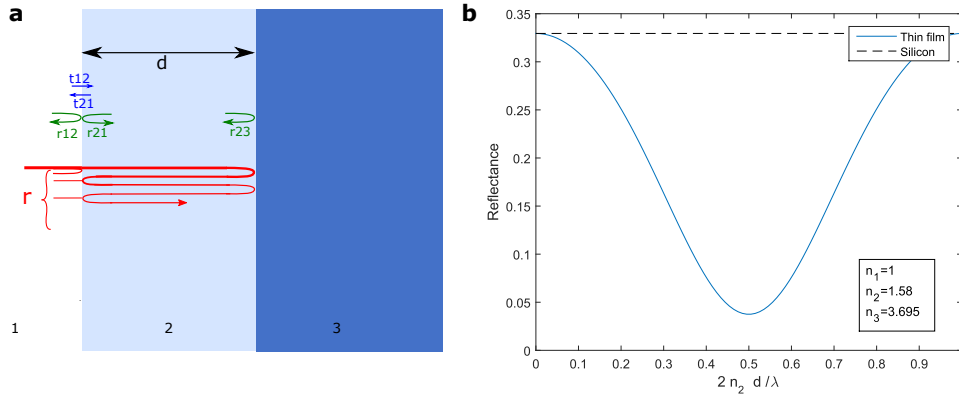 a
d
t12
t21
r12
r21
r23
r
1
2
3
b
0.35
0.3
0.25
0.2
0.15
0.1
0.05
0
Reflectance
Thin film
Silicon
n₁=1
n₂=1.58
n₃=3.695
0 0.1 0.2 0.3 0.4 0.5 0.6 0.7 0.8 0.9
2 n₂ d / λ